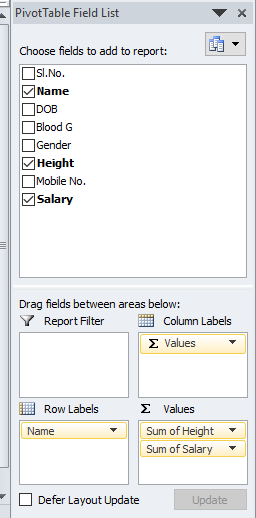 PivotTable Field List
Choose fields to add to report:
Sl.No.
Name
DOB
Blood G
Gender
Height
Mobile No.
Salary
Drag fields between areas below:
Report Filter
Column Labels
Σ Values
Row Labels
Σ Values
Name
Sum of Height
Sum of Salary
Defer Layout Update
Update